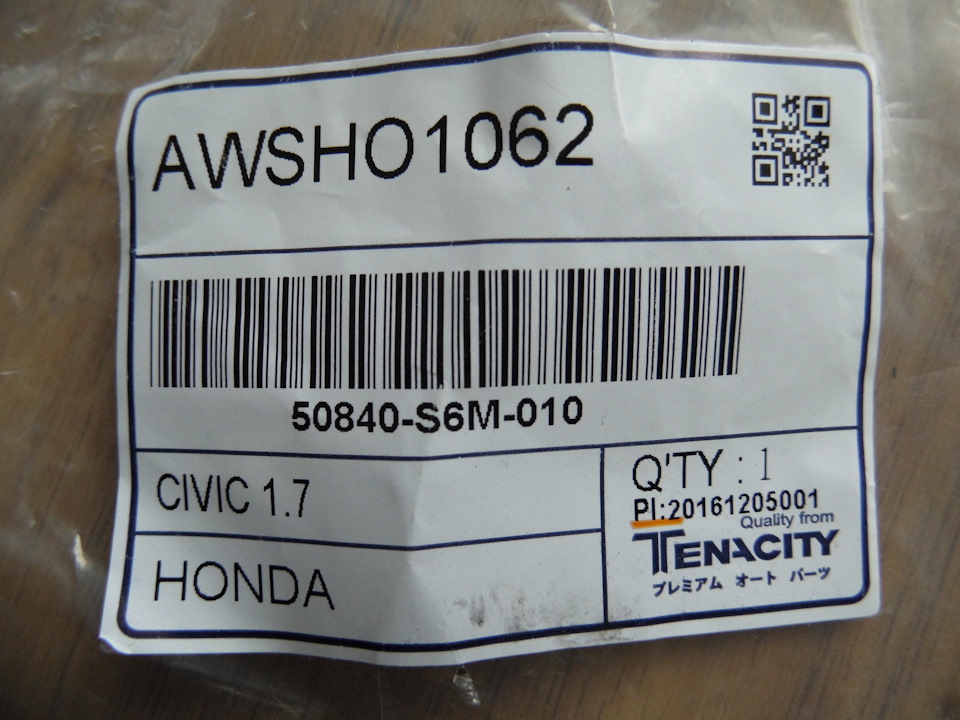 AWSHO1062
50840-S6M-010
CIVIC 1.7
HONDA
Q'TY : 1
PI:20161205001
Quality from
TENACITY
プレミアム オート パーツ